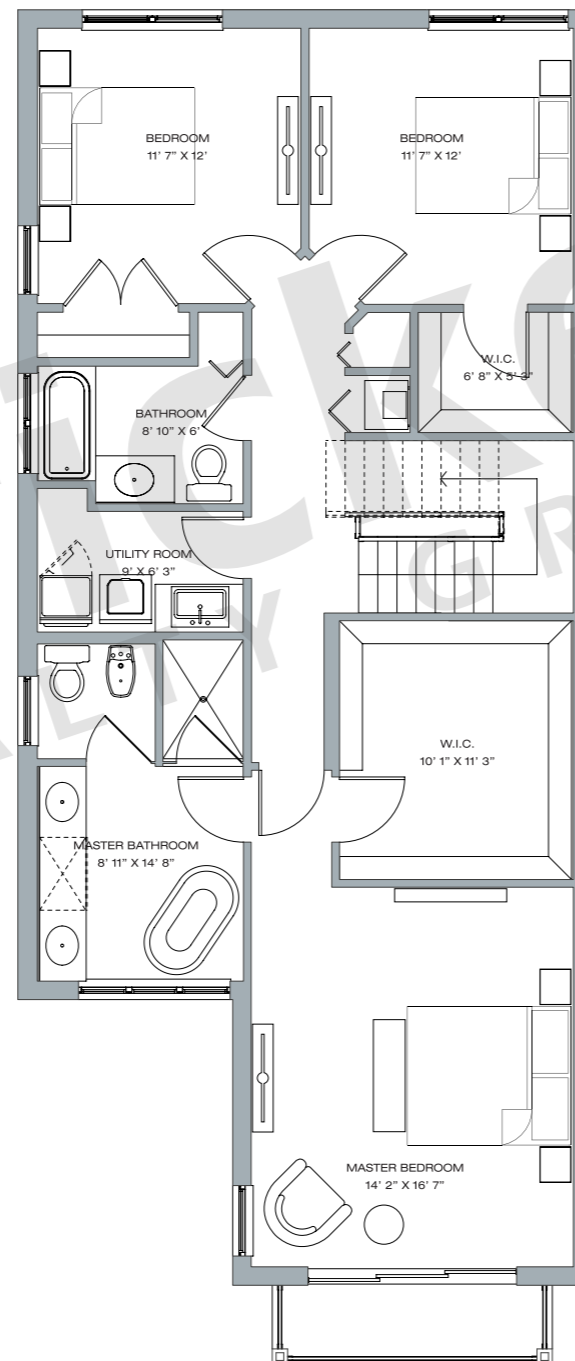 BEDROOM
11' 7" X 12'
BEDROOM
11' 7" X 12'
W.I.C.
6' 8" X 5' 3"
BATHROOM
8' 10" X 6'
UTILITY ROOM
9' X 6' 3"
W.I.C.
10' 1" X 11' 3"
MASTER BATHROOM
8' 11" X 14' 8"
MASTER BEDROOM
14' 2" X 16' 7"